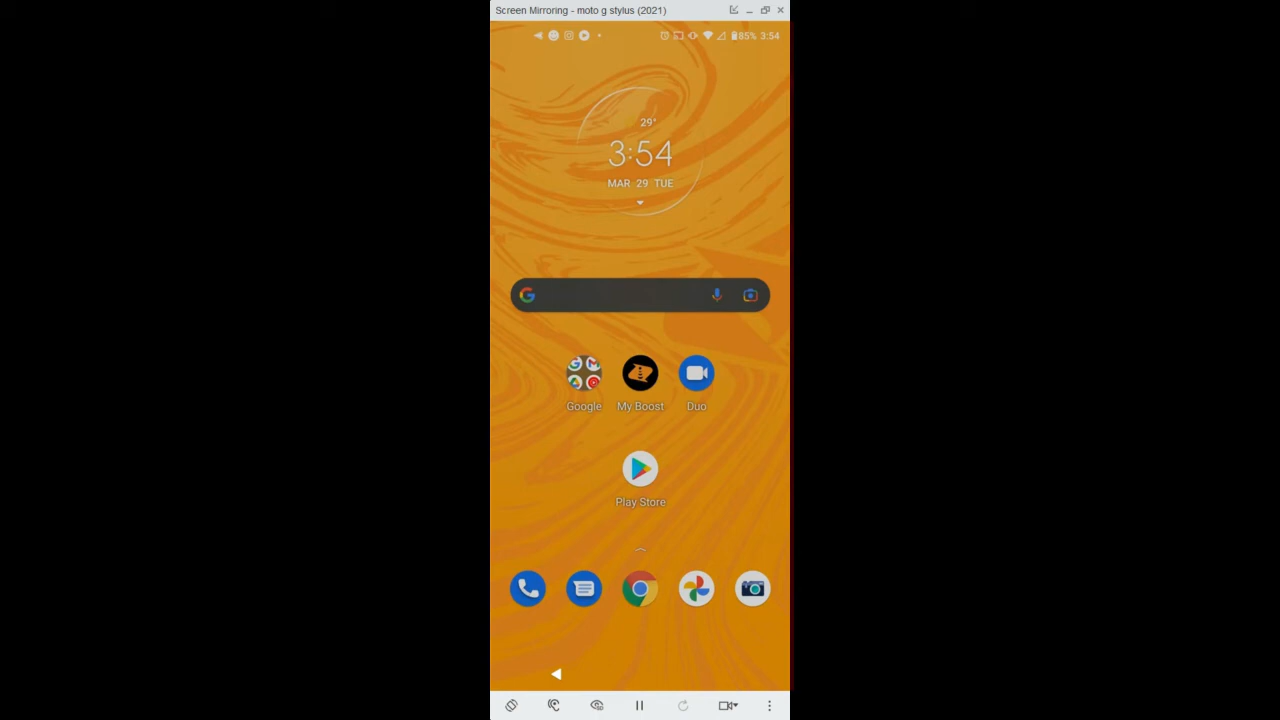 Screen Mirroring - moto g stylus (2021)
85% 3:54
29°
3:54
MAR 29 TUE
Google
My Boost
Duo
Play Store